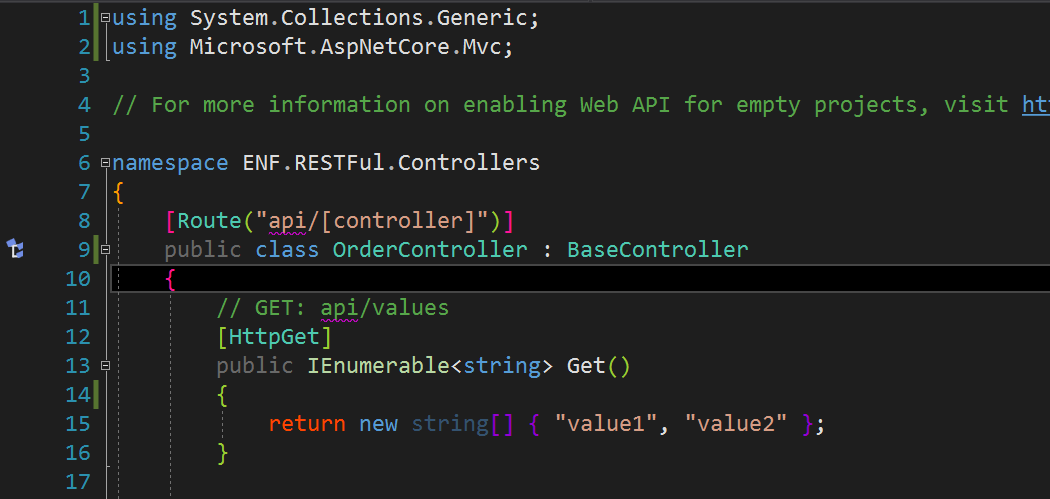 1 using System.Collections.Generic;
2 using Microsoft.AspNetCore.Mvc;
3
4 // For more information on enabling Web API for empty projects, visit ht
5
6 namespace ENF.RESTFul.Controllers
7 {
8 [Route("api/[controller]")]
9 public class OrderController : BaseController
10 {
11 // GET: api/values
12 [HttpGet]
13 public IEnumerable<string> Get()
14 {
15 return new string[] { "value1", "value2" };
16 }
17